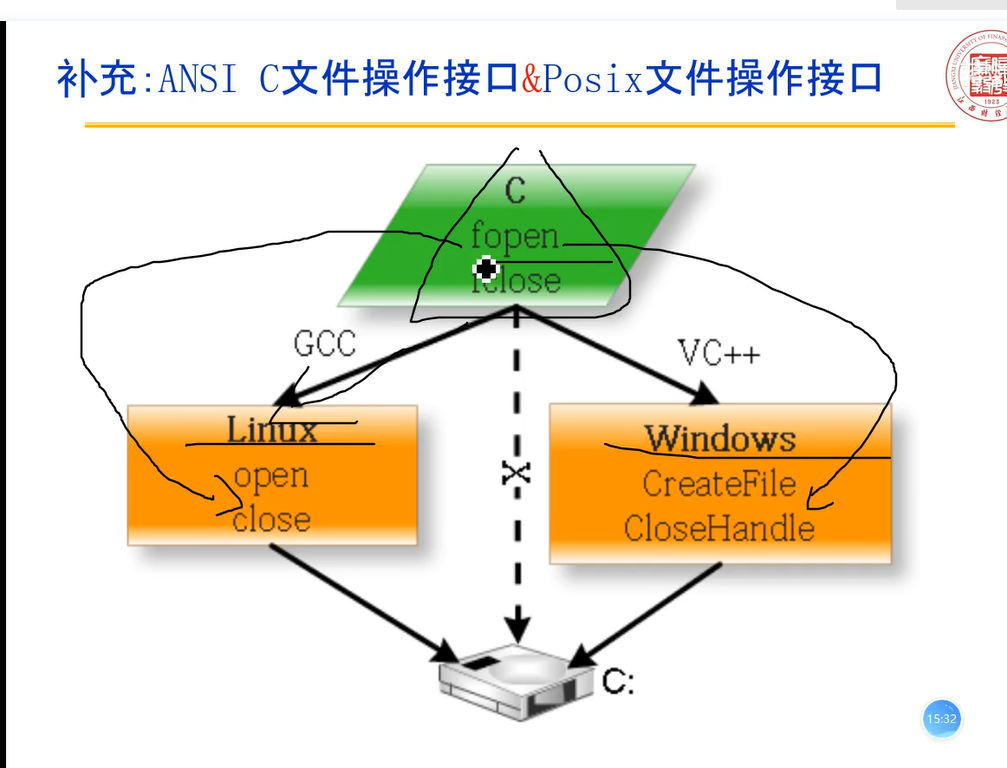 补充:ANSI C文件操作接口&Posix文件操作接口
C
fopen
fclose
GCC
VC++
Linux
open
close
Windows
CreateFile
CloseHandle
C:
1923
15:32